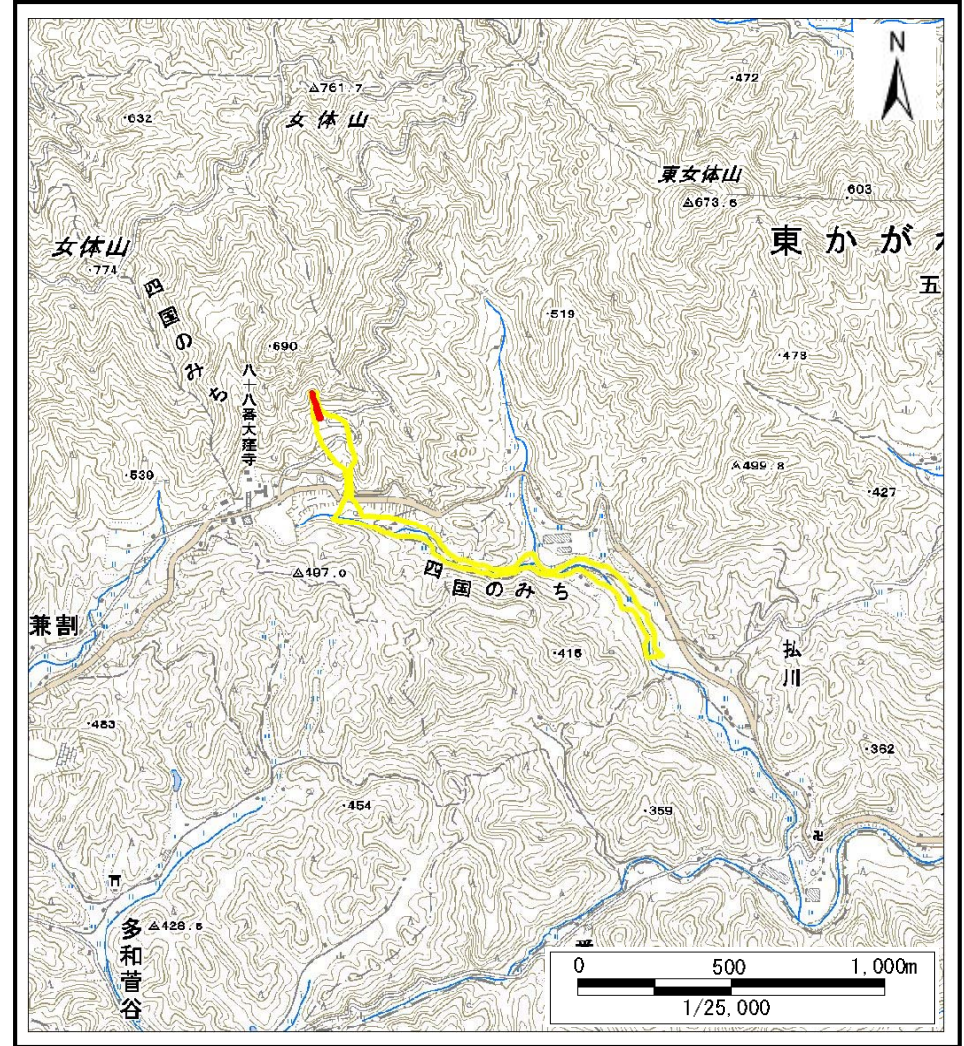 N
472
761.7
632
女体山
東女体山
603
673.6
東かが
女体山
774
五
四国のみち
519
690
478
八十八番大窪寺
400
499.8
539
427
497.0
四国のみち
兼割
416
払川
483
362
454
359
多和菅谷
428.6
0 500 1,000m
1/25,000